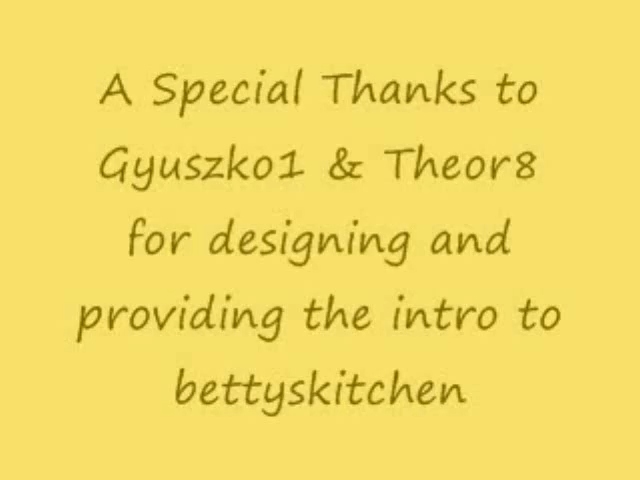 A Special Thanks to
Gyuszko1 & Theor8
for designing and
providing the intro to
bettyskitchen